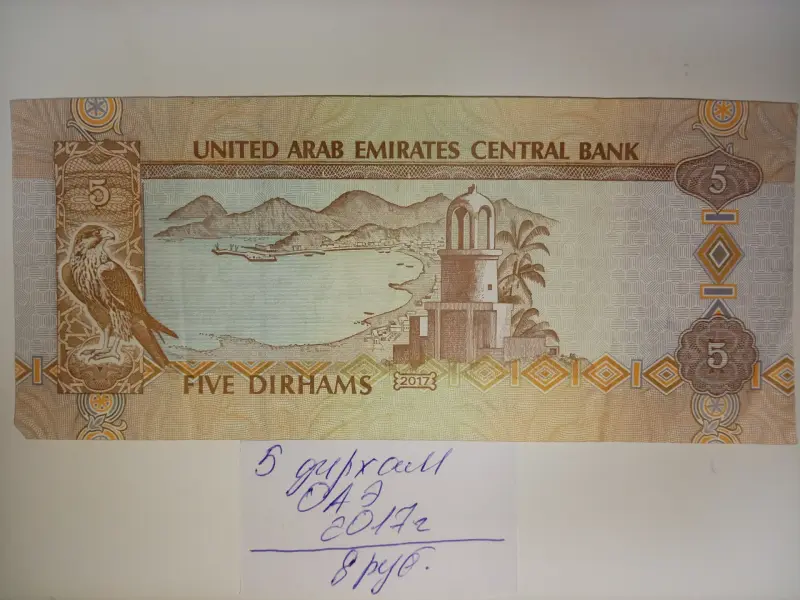 UNITED ARAB EMIRATES CENTRAL BANK
5
5
FIVE DIRHAMS
2017
5
5 дирхам
ОАЭ
2017г
8 руб.